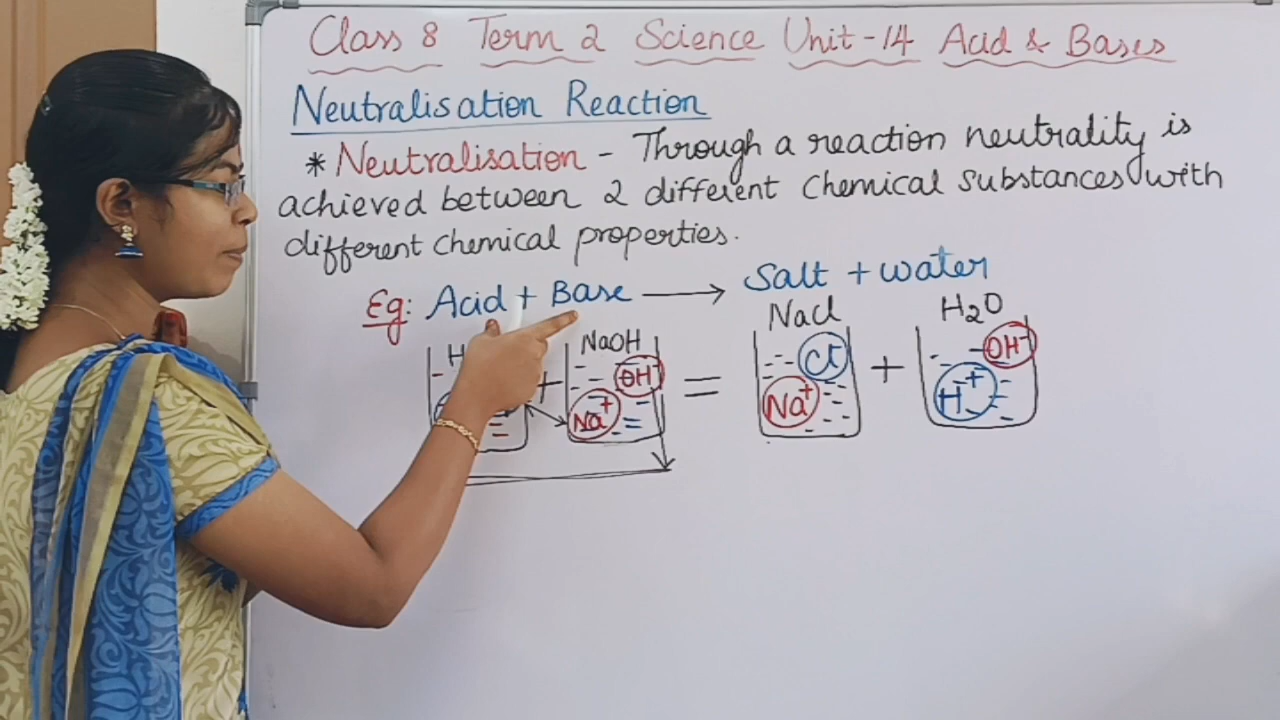 Class 8 Term 2 Science Unit-14 Acid & Bases
Neutralisation Reaction
* Neutralisation - Through a reaction neutrality is
achieved between 2 different Chemical Substances with
different chemical properties.
Eg: Acid + Base → Salt + water
H NaOH NaCl H₂O
+ OH⁻ = Cl⁻ + OH⁻
Na⁺ Na⁺ H⁺